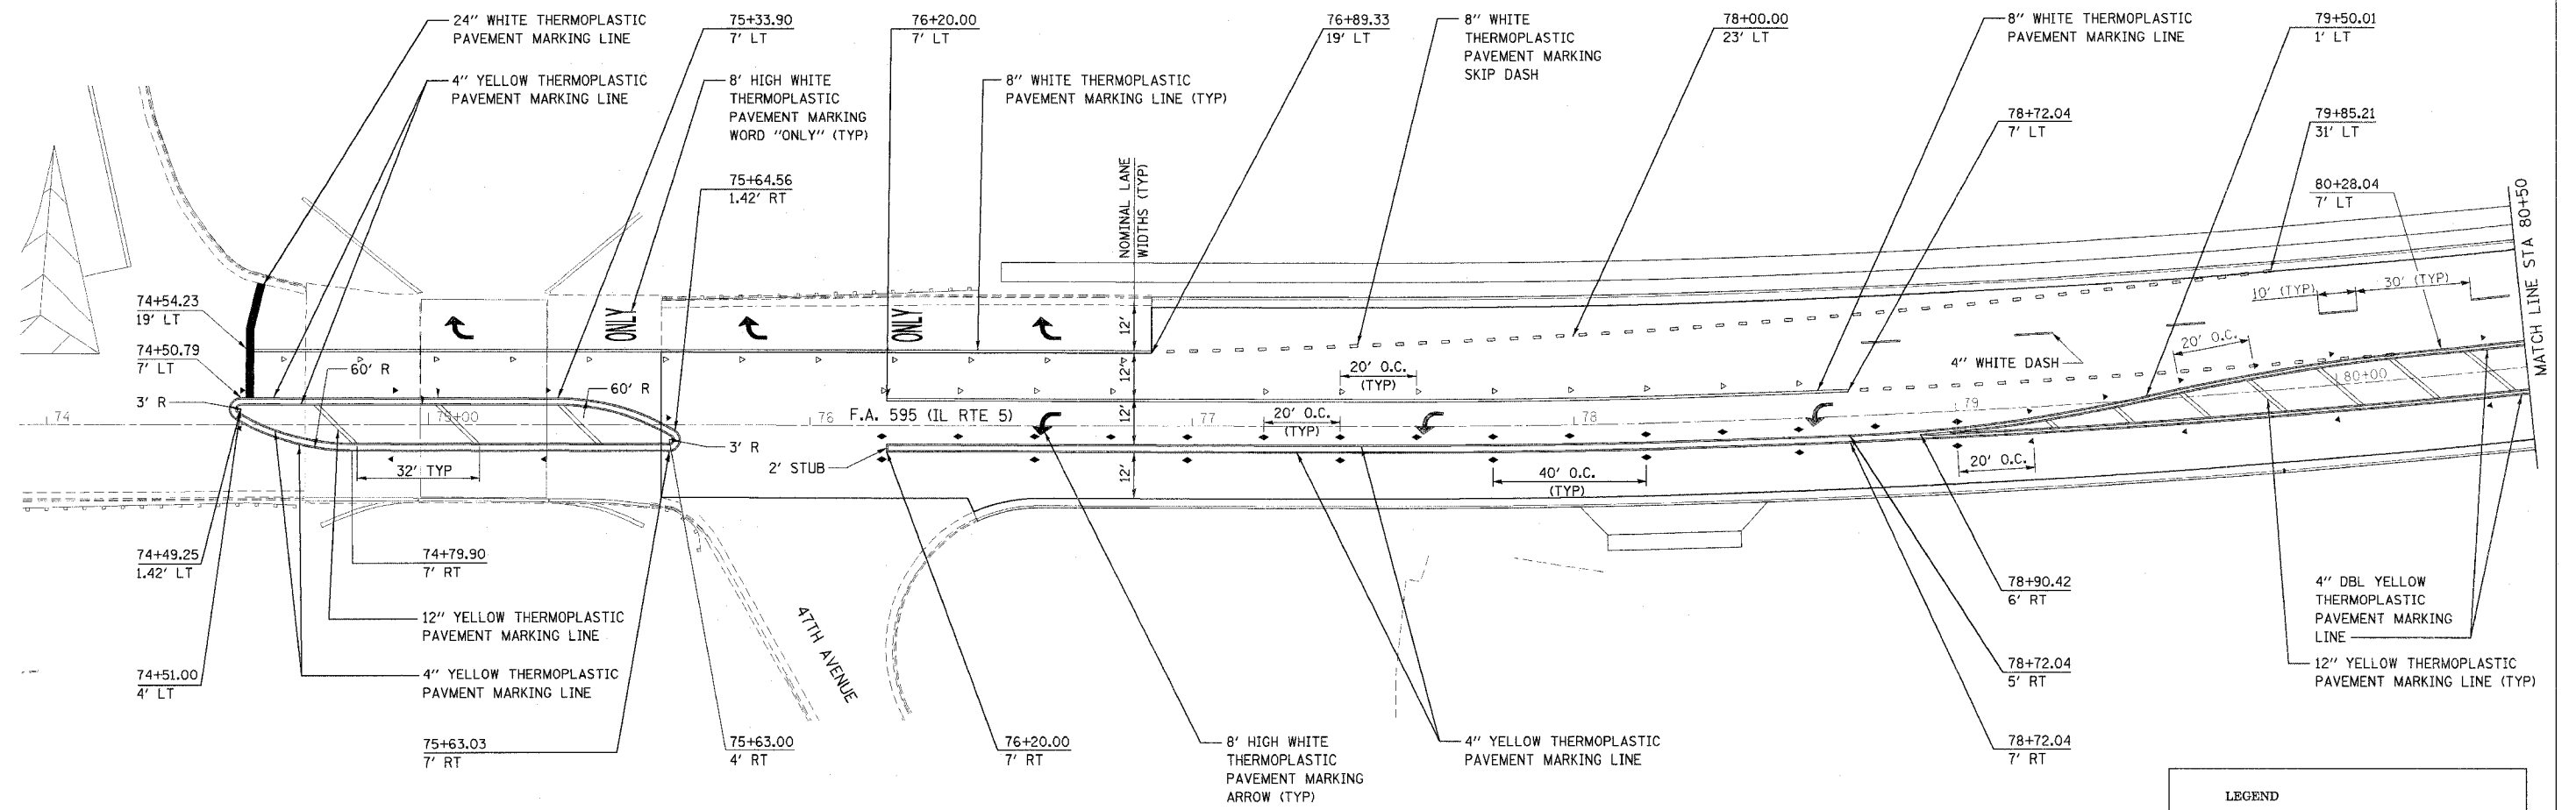 24" WHITE THERMOPLASTIC
PAVEMENT MARKING LINE
4" YELLOW THERMOPLASTIC
PAVEMENT MARKING LINE
75+33.90
7' LT
8' HIGH WHITE
THERMOPLASTIC
PAVEMENT MARKING
WORD "ONLY" (TYP)
75+64.56
1.42' RT
76+20.00
7' LT
8" WHITE THERMOPLASTIC
PAVEMENT MARKING LINE (TYP)
NOMINAL LANE
WIDTHS (TYP)
76+89.33
19' LT
8" WHITE
THERMOPLASTIC
PAVEMENT MARKING
SKIP DASH
78+00.00
23' LT
8" WHITE THERMOPLASTIC
PAVEMENT MARKING LINE
78+72.04
7' LT
79+50.01
1' LT
79+85.21
31' LT
80+28.04
7' LT
MATCH LINE STA 80+50
74+54.23
19' LT
74+50.79
7' LT
3' R
60' R
ONLY
60' R
ONLY
12'
12'
12'
12'
20' O.C.
(TYP)
4" WHITE DASH
20' O.C.
10' (TYP)
30' (TYP)
74
75+00
76
F.A. 595 (IL RTE 5)
77
20' O.C.
(TYP)
78
79
80+00
32' TYP
3' R
2' STUB
40' O.C.
(TYP)
20' O.C.
74+49.25
1.42' LT
74+79.90
7' RT
12" YELLOW THERMOPLASTIC
PAVEMENT MARKING LINE
74+51.00
4' LT
4" YELLOW THERMOPLASTIC
PAVMENT MARKING LINE
47TH AVENUE
75+63.03
7' RT
75+63.00
4' RT
76+20.00
7' RT
8' HIGH WHITE
THERMOPLASTIC
PAVEMENT MARKING
ARROW (TYP)
4" YELLOW THERMOPLASTIC
PAVEMENT MARKING LINE
78+90.42
6' RT
78+72.04
5' RT
78+72.04
7' RT
4" DBL YELLOW
THERMOPLASTIC
PAVEMENT MARKING
LINE
12" YELLOW THERMOPLASTIC
PAVEMENT MARKING LINE (TYP)
LEGEND